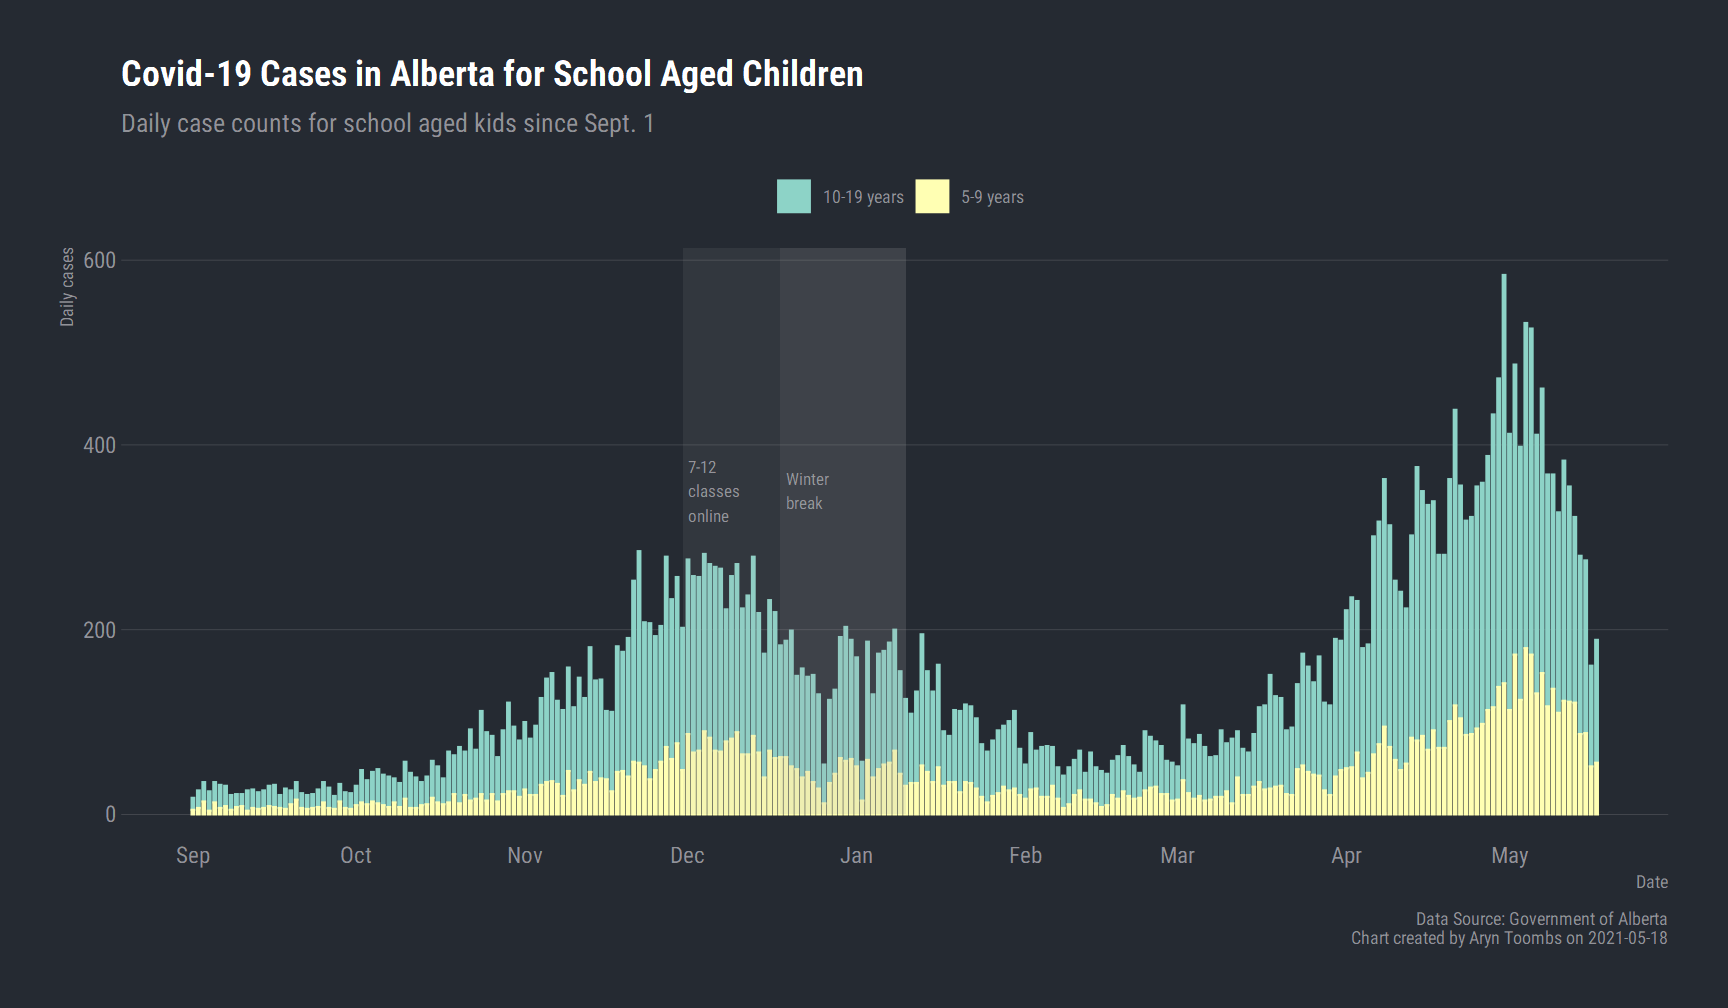 Covid-19 Cases in Alberta for School Aged Children
Daily case counts for school aged kids since Sept. 1
10-19 years
5-9 years
Daily cases
600
400
200
0
7-12
classes
online
Winter
break
Sep
Oct
Nov
Dec
Jan
Feb
Mar
Apr
May
Date
Data Source: Government of Alberta
Chart created by Aryn Toombs on 2021-05-18